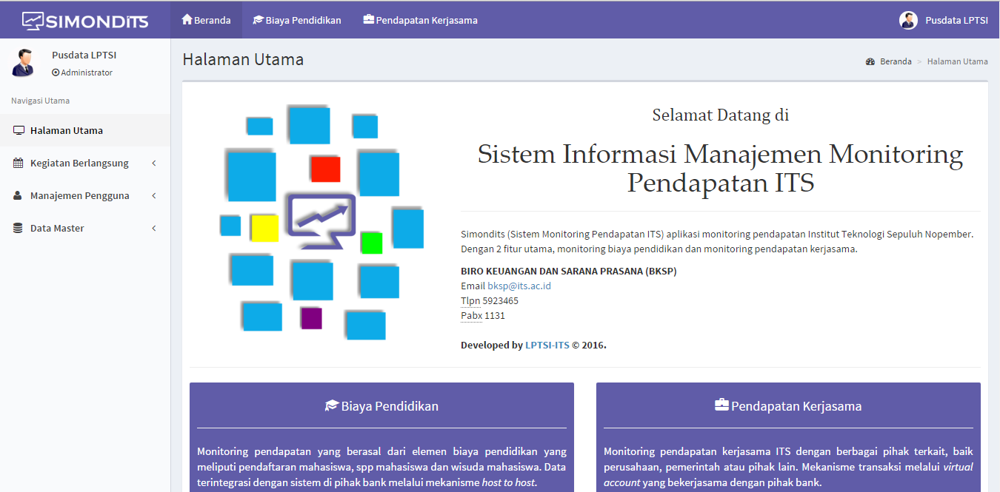 SIMONDITS
Beranda
Biaya Pendidikan
Pendapatan Kerjasama
Pusdata LPTSI
Pusdata LPTSI
Administrator
Navigasi Utama
Halaman Utama
Kegiatan Berlangsung
Manajemen Pengguna
Data Master
Halaman Utama
Beranda > Halaman Utama
Selamat Datang di
Sistem Informasi Manajemen Monitoring
Pendapatan ITS
Simondits (Sistem Monitoring Pendapatan ITS) aplikasi monitoring pendapatan Institut Teknologi Sepuluh Nopember.
Dengan 2 fitur utama, monitoring biaya pendidikan dan monitoring pendapatan kerjasama.
BIRO KEUANGAN DAN SARANA PRASANA (BKSP)
Email bksp@its.ac.id
Tlpn 5923465
Pabx 1131
Developed by LPTSI-ITS © 2016.
Biaya Pendidikan
Monitoring pendapatan yang berasal dari elemen biaya pendidikan yang
meliputi pendaftaran mahasiswa, spp mahasiswa dan wisuda mahasiswa. Data
terintegrasi dengan sistem di pihak bank melalui mekanisme host to host.
Pendapatan Kerjasama
Monitoring pendapatan kerjasama ITS dengan berbagai pihak terkait, baik
perusahaan, pemerintah atau pihak lain. Mekanisme transaksi melalui virtual
account yang bekerjasama dengan pihak bank.